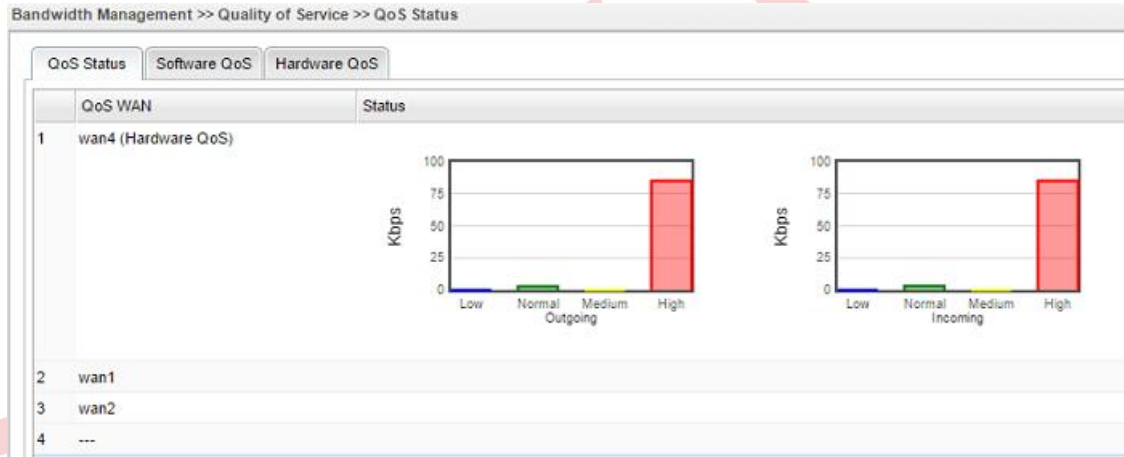 Bandwidth Management >> Quality of Service >> QoS Status
QoS Status Software QoS Hardware QoS
QoS WAN Status
1 wan4 (Hardware QoS)
100
75
50
25
0
Kbps
Low Normal Medium High
Outgoing
100
75
50
25
0
Kbps
Low Normal Medium High
Incoming
2 wan1
3 wan2
4 ---